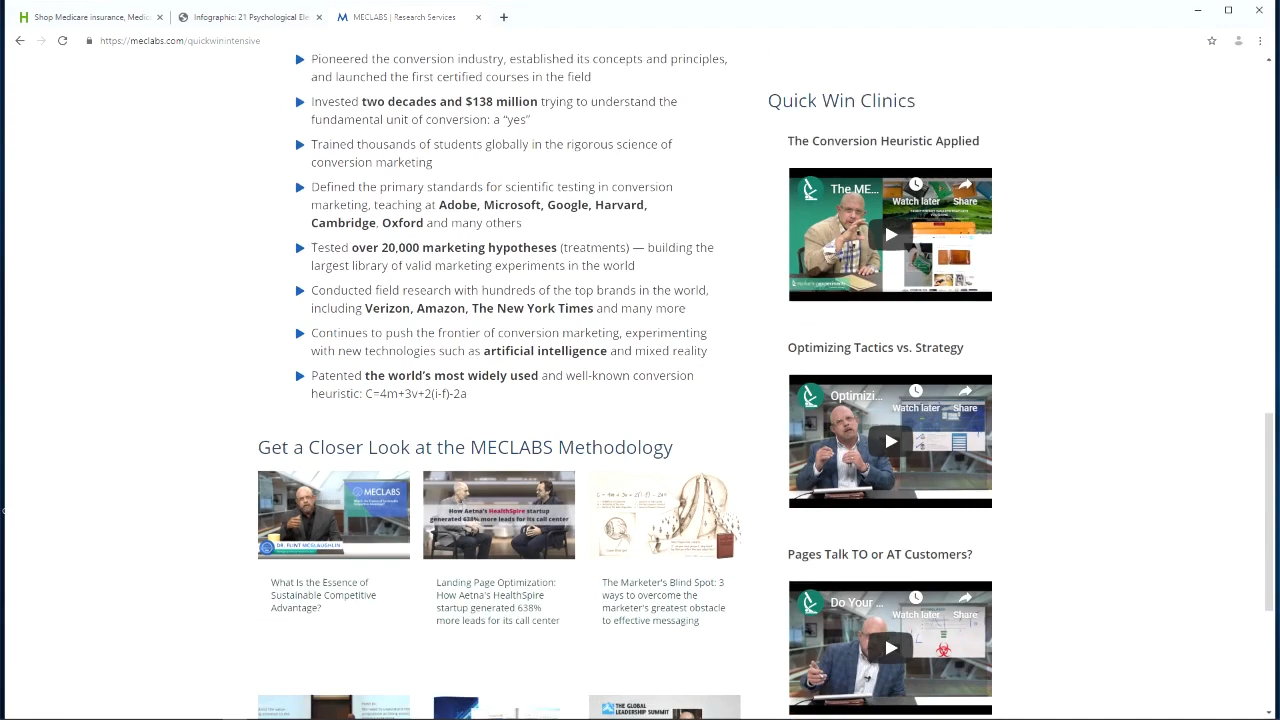 Shop Medicare insurance, Medic
Infographic: 21 Psychological Ele
MECLABS | Research Services
https://meclabs.com/quickwinintensive
Pioneered the conversion industry, established its concepts and principles,
and launched the first certified courses in the field
Invested two decades and $138 million trying to understand the
fundamental unit of conversion: a “yes”
Trained thousands of students globally in the rigorous science of
conversion marketing
Defined the primary standards for scientific testing in conversion
marketing, teaching at Adobe, Microsoft, Google, Harvard,
Cambridge, Oxford and many others
Tested over 20,000 marketing hypotheses (treatments) — building the
largest library of valid marketing experiments in the world
Conducted field research with hundreds of the top brands in the world,
including Verizon, Amazon, The New York Times and many more
Continues to push the frontier of conversion marketing, experimenting
with new technologies such as artificial intelligence and mixed reality
Patented the world’s most widely used and well-known conversion
heuristic: C=4m+3v+2(i-f)-2a
Get a Closer Look at the MECLABS Methodology
MECLABS
DR. FLINT MCGLAUGHLIN
How Aetna's HealthSpire startup
generated 638% more leads for its call center
What Is the Essence of
Sustainable Competitive
Advantage?
Landing Page Optimization:
How Aetna's HealthSpire
startup generated 638%
more leads for its call center
The Marketer's Blind Spot: 3
ways to overcome the
marketer's greatest obstacle
to effective messaging
THE GLOBAL
LEADERSHIP SUMMIT
Quick Win Clinics
The Conversion Heuristic Applied
The ME...
Watch later
Share
Optimizing Tactics vs. Strategy
Optimizi...
Watch later
Share
Pages Talk TO or AT Customers?
Do Your ...
Watch later
Share